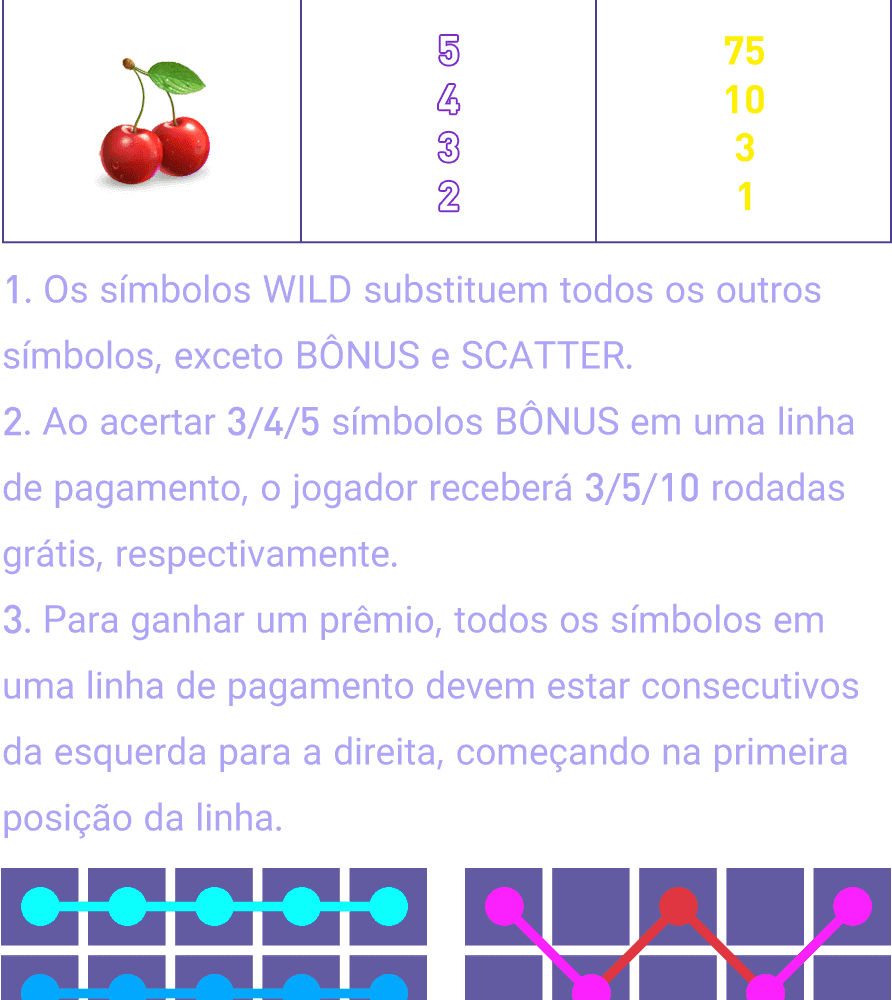 5 75
4 10
3 3
2 1
1. Os símbolos WILD substituem todos os outros
símbolos, exceto BÔNUS e SCATTER.
2. Ao acertar 3/4/5 símbolos BÔNUS em uma linha
de pagamento, o jogador receberá 3/5/10 rodadas
grátis, respectivamente.
3. Para ganhar um prêmio, todos os símbolos em
uma linha de pagamento devem estar consecutivos
da esquerda para a direita, começando na primeira
posição da linha.